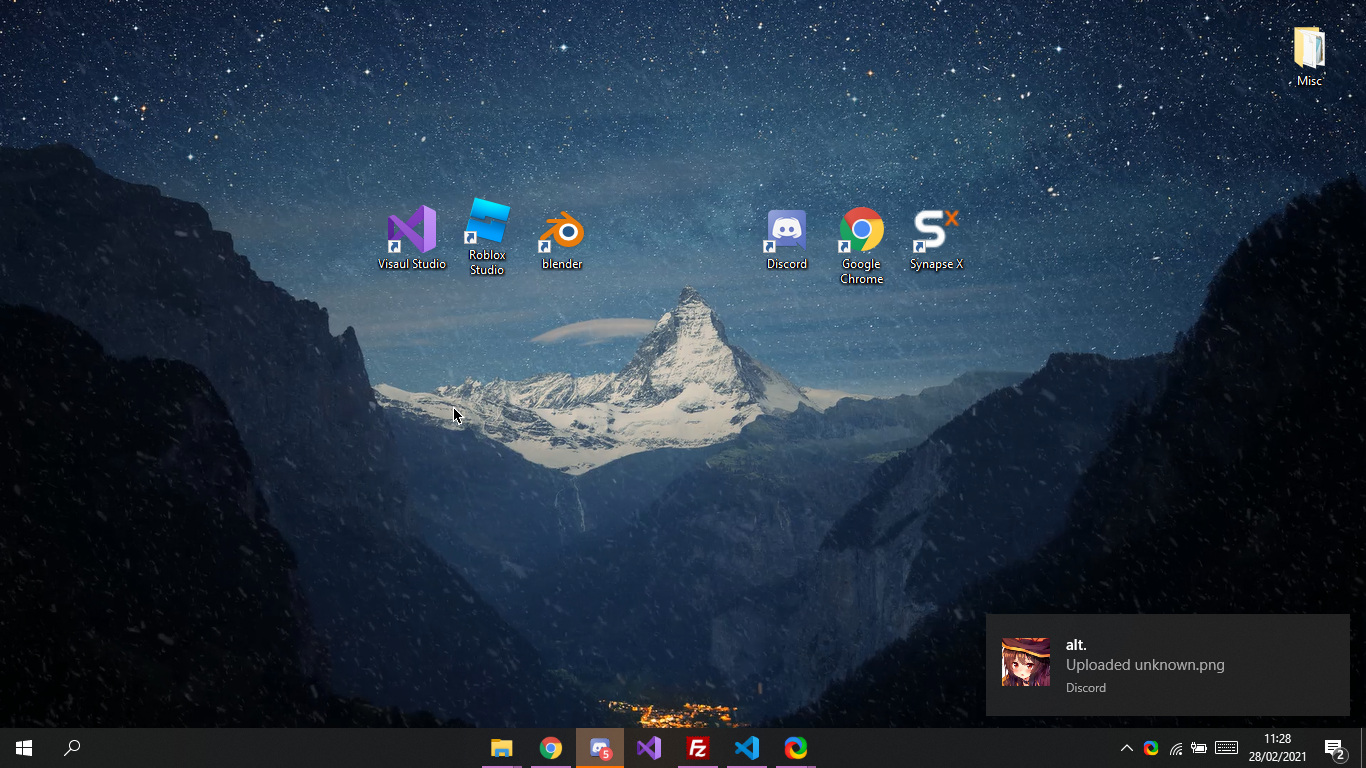 Misc
Visaul Studio
Roblox
Studio
blender
Discord
Google
Chrome
Synapse X
alt.
Uploaded unknown.png
Discord
5
Fz
11:28
28/02/2021
2